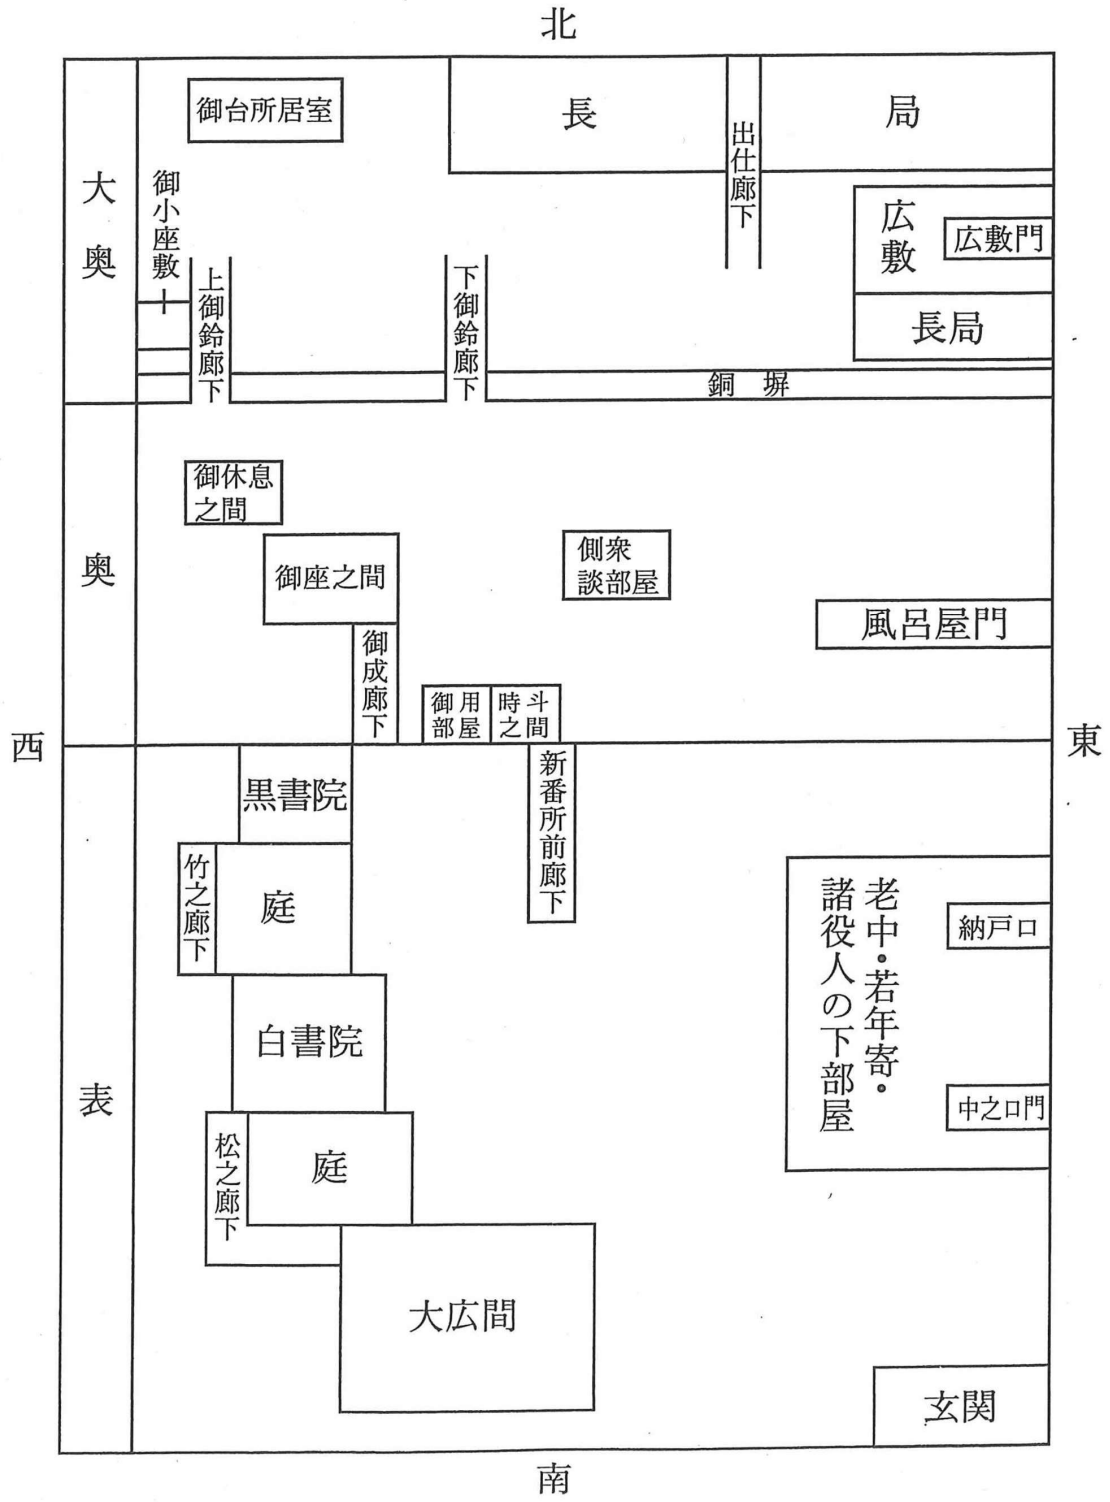 北
大奥
御台所居室
長局
出仕廊下
御小座敷
上御鈴廊下
下御鈴廊下
広敷
広敷門
長局
銅塀
奥
御休息
之間
御座之間
側衆
談部屋
風呂屋門
御成廊下
御用
部屋
時斗
之間
西
東
表
黒書院
新番所前廊下
竹之廊下
庭
老中・若年寄・
諸役人の下部屋
納戸口
白書院
中之口門
松之廊下
庭
大広間
玄関
南